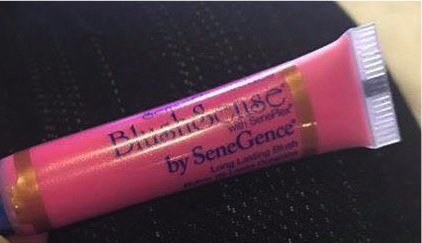 BlushSense®
with SenePlex®
by SeneGence®
Long Lasting Blush